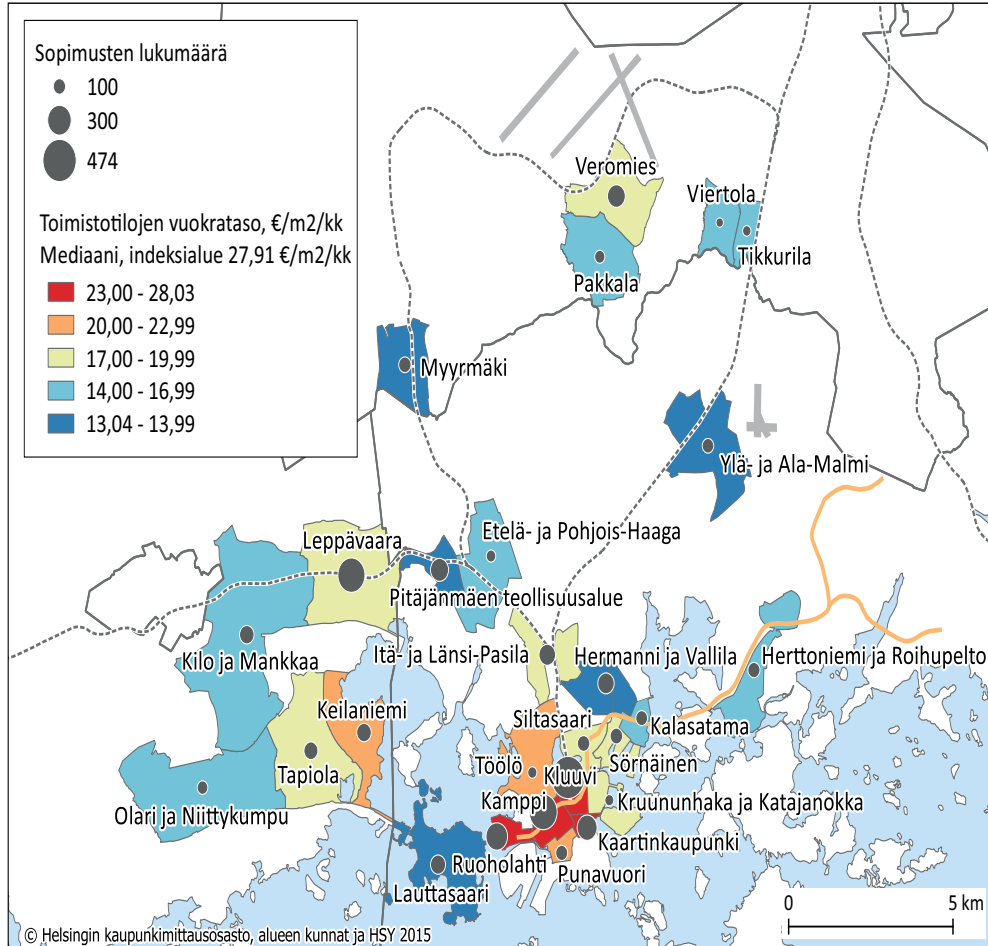 Sopimusten lukumäärä
100
300
474
Toimistotilojen vuokrataso, €/m2/kk
Mediaani, indeksialue 27,91 €/m2/kk
23,00 - 28,03
20,00 - 22,99
17,00 - 19,99
14,00 - 16,99
13,04 - 13,99
Veromies
Viertola
Tikkurila
Pakkala
Myyrmäki
Ylä- ja Ala-Malmi
Etelä- ja Pohjois-Haaga
Leppävaara
Pitäjänmäen teollisuusalue
Itä- ja Länsi-Pasila
Hermanni ja Vallila
Herttoniemi ja Roihupelto
Kilo ja Mankkaa
Keilaniemi
Siltasaari
Kalasatama
Töölö
Sörnäinen
Tapiola
Kluuvi
Kamppi
Kruununhaka ja Katajanokka
Olari ja Niittykumpu
Kaartinkaupunki
Ruoholahti
Punavuori
Lauttasaari
0 5 km
© Helsingin kaupunkimittausosasto, alueen kunnat ja HSY 2015